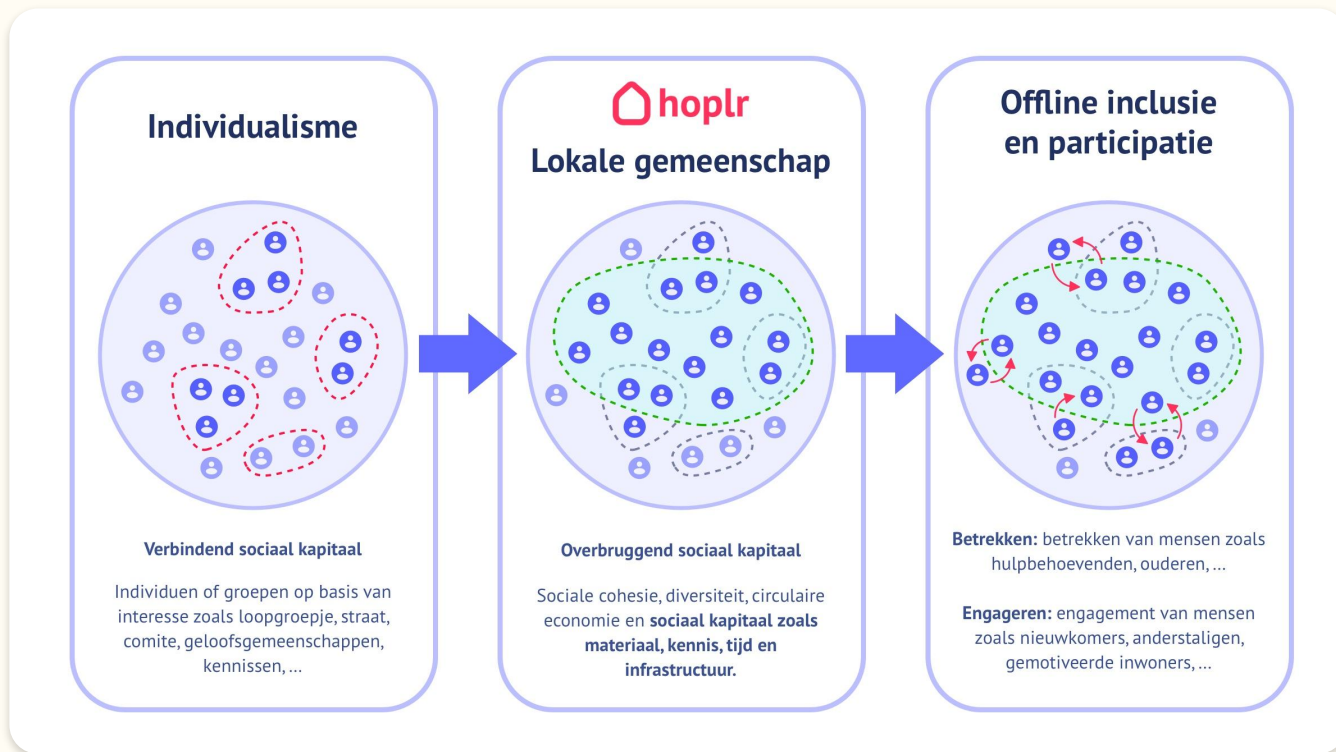 Individualisme
Verbindend sociaal kapitaal
Individuen of groepen op basis van
interesse zoals loopgroepje, straat,
comite, geloofsgemeenschappen,
kennissen, ...
hoplr
Lokale gemeenschap
Overbruggend sociaal kapitaal
Sociale cohesie, diversiteit, circulaire
economie en sociaal kapitaal zoals
materiaal, kennis, tijd en
infrastructuur.
Offline inclusie
en participatie
Betrekken: betrekken van mensen zoals
hulpbehoevenden, ouderen, ...
Engageren: engagement van mensen
zoals nieuwkomers, anderstaligen,
gemotiveerde inwoners, ...